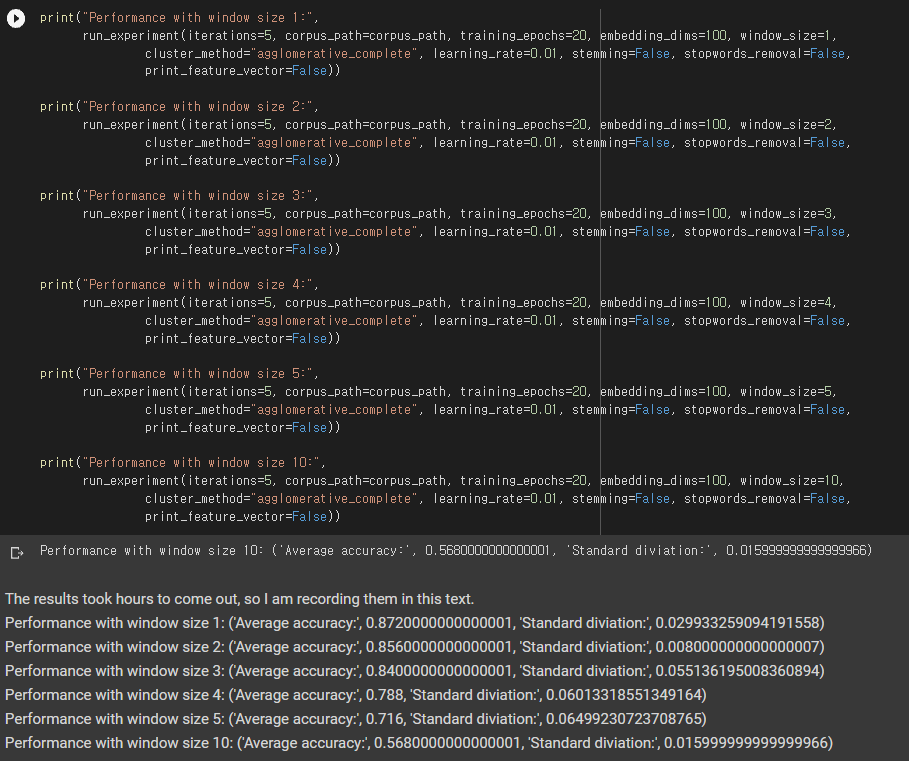 print("Performance with window size 1:",
run_experiment(iterations=5, corpus_path=corpus_path, training_epochs=20, embedding_dims=100, window_size=1,
cluster_method="agglomerative_complete", learning_rate=0.01, stemming=False, stopwords_removal=False,
print_feature_vector=False))
print("Performance with window size 2:",
run_experiment(iterations=5, corpus_path=corpus_path, training_epochs=20, embedding_dims=100, window_size=2,
cluster_method="agglomerative_complete", learning_rate=0.01, stemming=False, stopwords_removal=False,
print_feature_vector=False))
print("Performance with window size 3:",
run_experiment(iterations=5, corpus_path=corpus_path, training_epochs=20, embedding_dims=100, window_size=3,
cluster_method="agglomerative_complete", learning_rate=0.01, stemming=False, stopwords_removal=False,
print_feature_vector=False))
print("Performance with window size 4:",
run_experiment(iterations=5, corpus_path=corpus_path, training_epochs=20, embedding_dims=100, window_size=4,
cluster_method="agglomerative_complete", learning_rate=0.01, stemming=False, stopwords_removal=False,
print_feature_vector=False))
print("Performance with window size 5:",
run_experiment(iterations=5, corpus_path=corpus_path, training_epochs=20, embedding_dims=100, window_size=5,
cluster_method="agglomerative_complete", learning_rate=0.01, stemming=False, stopwords_removal=False,
print_feature_vector=False))
print("Performance with window size 10:",
run_experiment(iterations=5, corpus_path=corpus_path, training_epochs=20, embedding_dims=100, window_size=10,
cluster_method="agglomerative_complete", learning_rate=0.01, stemming=False, stopwords_removal=False,
print_feature_vector=False))
Performance with window size 10: ('Average accuracy:', 0.5680000000000001, 'Standard diviation:', 0.015999999999999966)
The results took hours to come out, so I am recording them in this text.
Performance with window size 1: ('Average accuracy:', 0.8720000000000001, 'Standard diviation:', 0.029933259094191558)
Performance with window size 2: ('Average accuracy:', 0.8560000000000001, 'Standard diviation:', 0.008000000000000007)
Performance with window size 3: ('Average accuracy:', 0.8400000000000001, 'Standard diviation:', 0.055136195008360894)
Performance with window size 4: ('Average accuracy:', 0.788, 'Standard diviation:', 0.06013318551349164)
Performance with window size 5: ('Average accuracy:', 0.716, 'Standard diviation:', 0.06499230723708765)
Performance with window size 10: ('Average accuracy:', 0.5680000000000001, 'Standard diviation:', 0.015999999999999966)